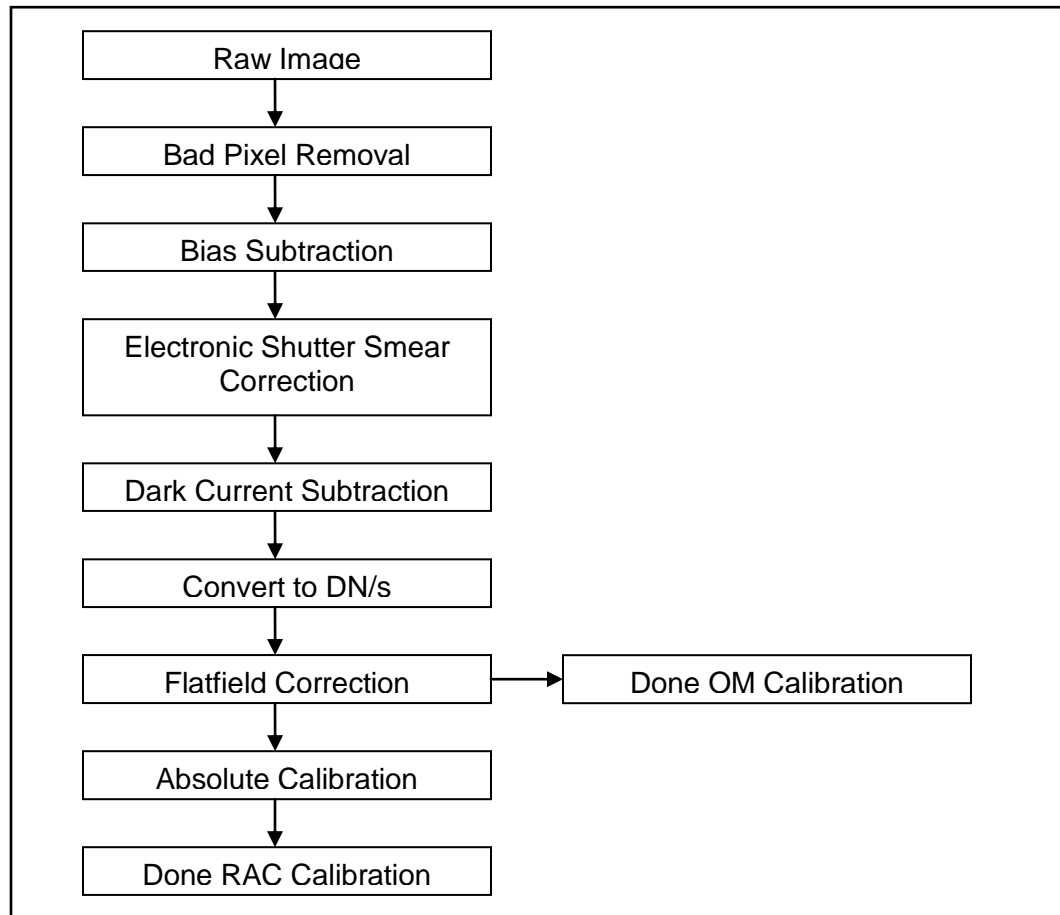 Raw Image
Bad Pixel Removal
Bias Subtraction
Electronic Shutter Smear
Correction
Dark Current Subtraction
Convert to DN/s
Flatfield Correction
Done OM Calibration
Absolute Calibration
Done RAC Calibration